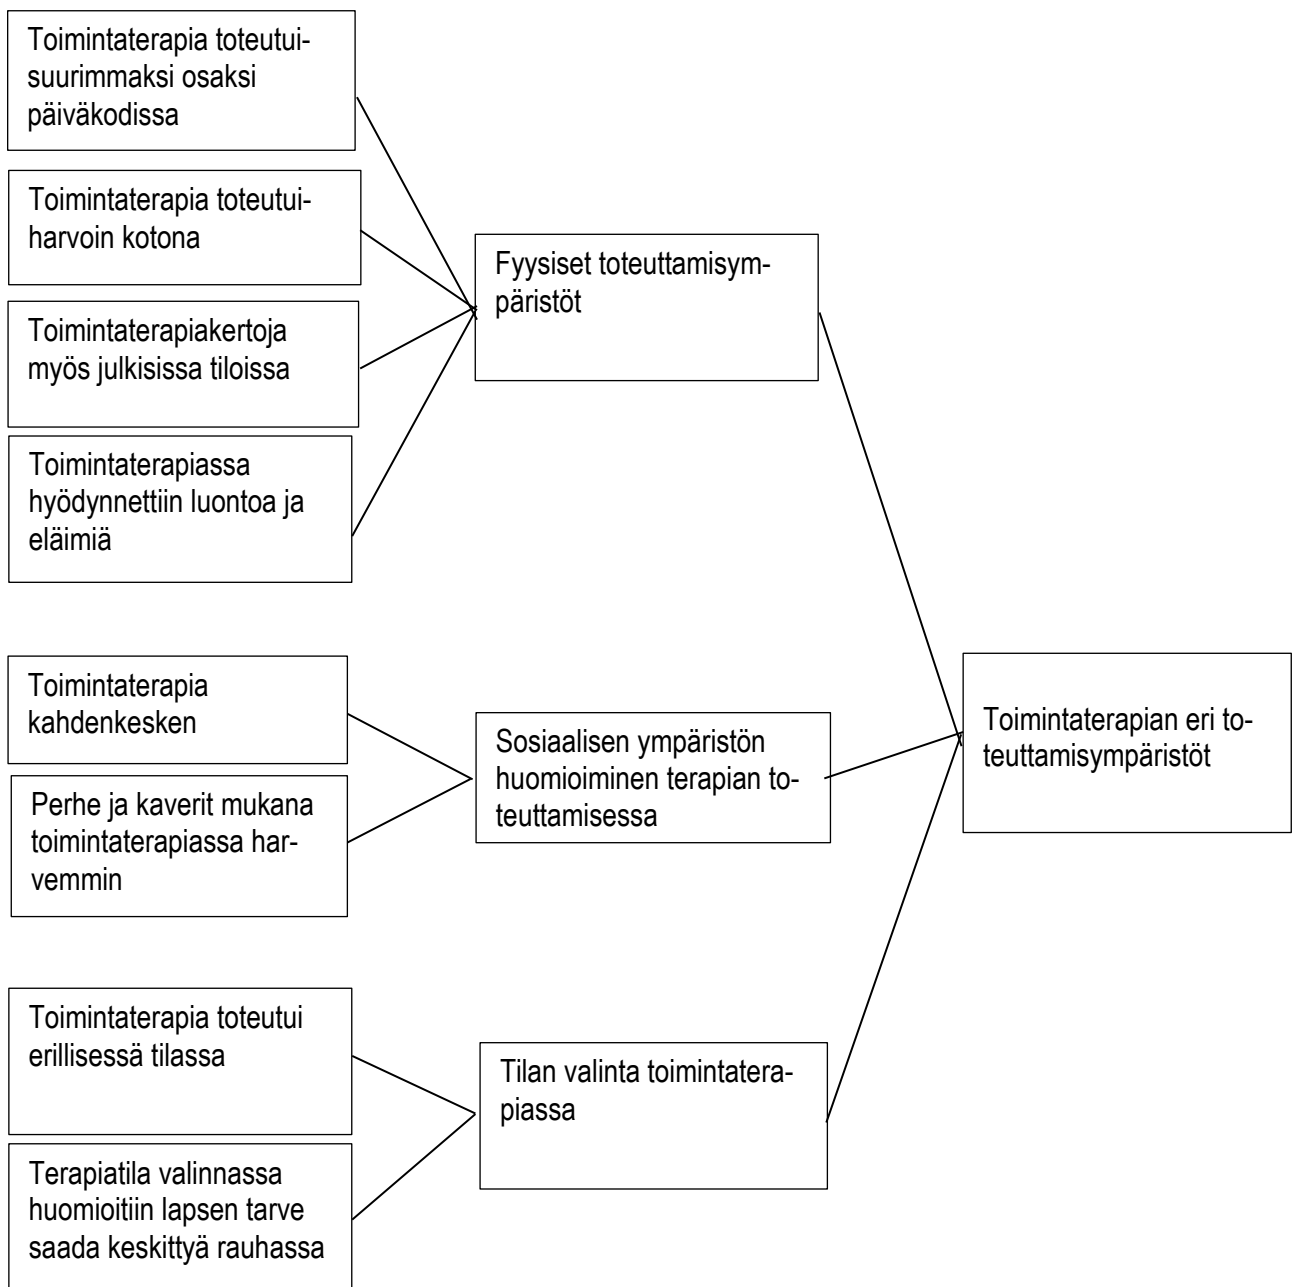 Toimintaterapia toteutui-
suurimmaksi osaksi
päiväkodissa
Toimintaterapia toteutui-
harvoin kotona
Toimintaterapiakertoja
myös julkisissa tiloissa
Toimintaterapiassa
hyödynnettiin luontoa ja
eläimiä
Fyysiset toteuttamisym-
päristöt
Toimintaterapia
kahdenkesken
Perhe ja kaverit mukana
toimintaterapiassa har-
vemmin
Sosiaalisen ympäristön
huomioiminen terapian to-
teuttamisessa
Toimintaterapia toteutui
erillisessä tilassa
Terapiatila valinnassa
huomioitiin lapsen tarve
saada keskittyä rauhassa
Tilan valinta toimintatera-
piassa
Toimintaterapian eri to-
teuttamisympäristöt